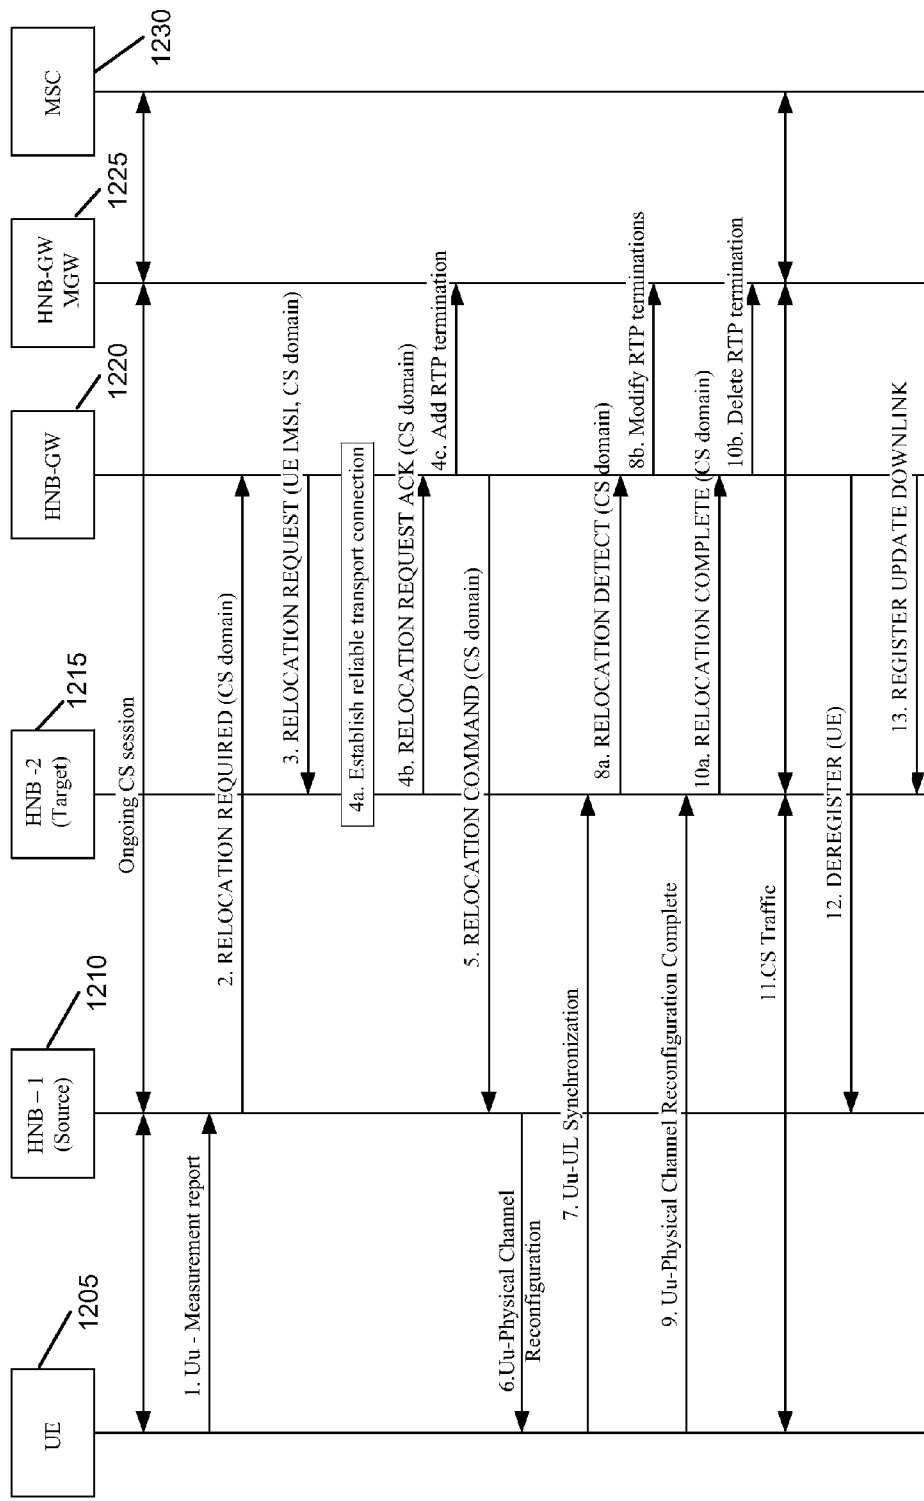 UE
1205
HNB – 1
(Source)
1210
HNB -2
(Target)
1215
HNB-GW
1220
HNB-GW
MGW
1225
MSC
1230
Ongoing CS session
1. Uu - Measurement report
2. RELOCATION REQUIRED (CS domain)
3. RELOCATION REQUEST (UE IMSI, CS domain)
4a. Establish reliable transport connection
4b. RELOCATION REQUEST ACK (CS domain)
4c. Add RTP termination
5. RELOCATION COMMAND (CS domain)
6.Uu-Physical Channel
Reconfiguration
7. Uu-UL Synchronization
8a. RELOCATION DETECT (CS domain)
8b. Modify RTP terminations
9. Uu-Physical Channel Reconfiguration Complete
10a. RELOCATION COMPLETE (CS domain)
10b. Delete RTP termination
11.CS Traffic
12. DEREGISTER (UE)
13. REGISTER UPDATE DOWNLINK